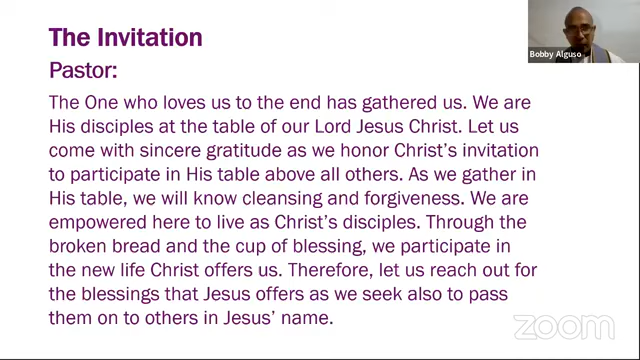 The Invitation
Pastor:
The One who loves us to the end has gathered us. We are
His disciples at the table of our Lord Jesus Christ. Let us
come with sincere gratitude as we honor Christ's invitation
to participate in His table above all others. As we gather in
His table, we will know cleansing and forgiveness. We are
empowered here to live as Christ's disciples. Through the
broken bread and the cup of blessing, we participate in
the new life Christ offers us. Therefore, let us reach out for
the blessings that Jesus offers as we seek also to pass
them on to others in Jesus' name.
Bobby Alguso
zoom